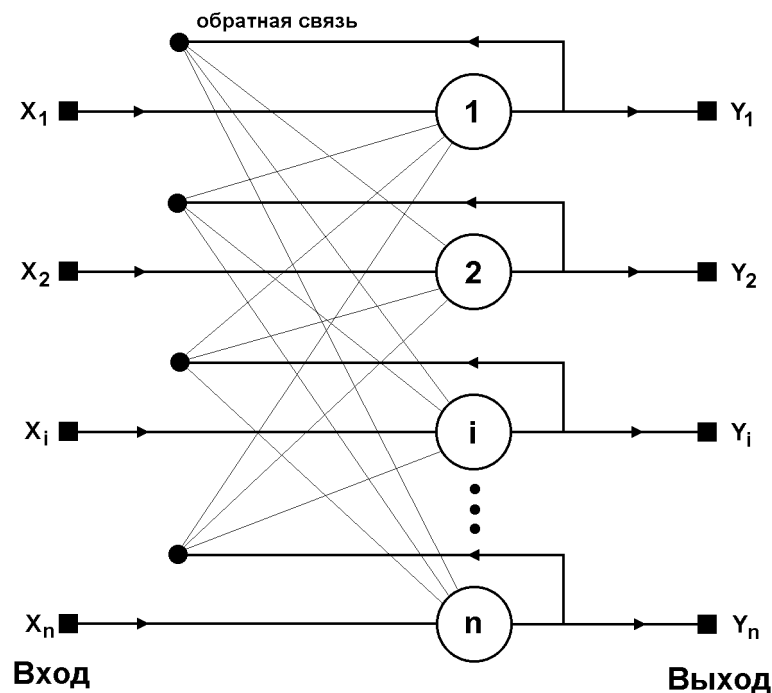 обратная связь
X1 1 Y1
X2 2 Y2
Xi i Yi
Xn n Yn
Вход Выход